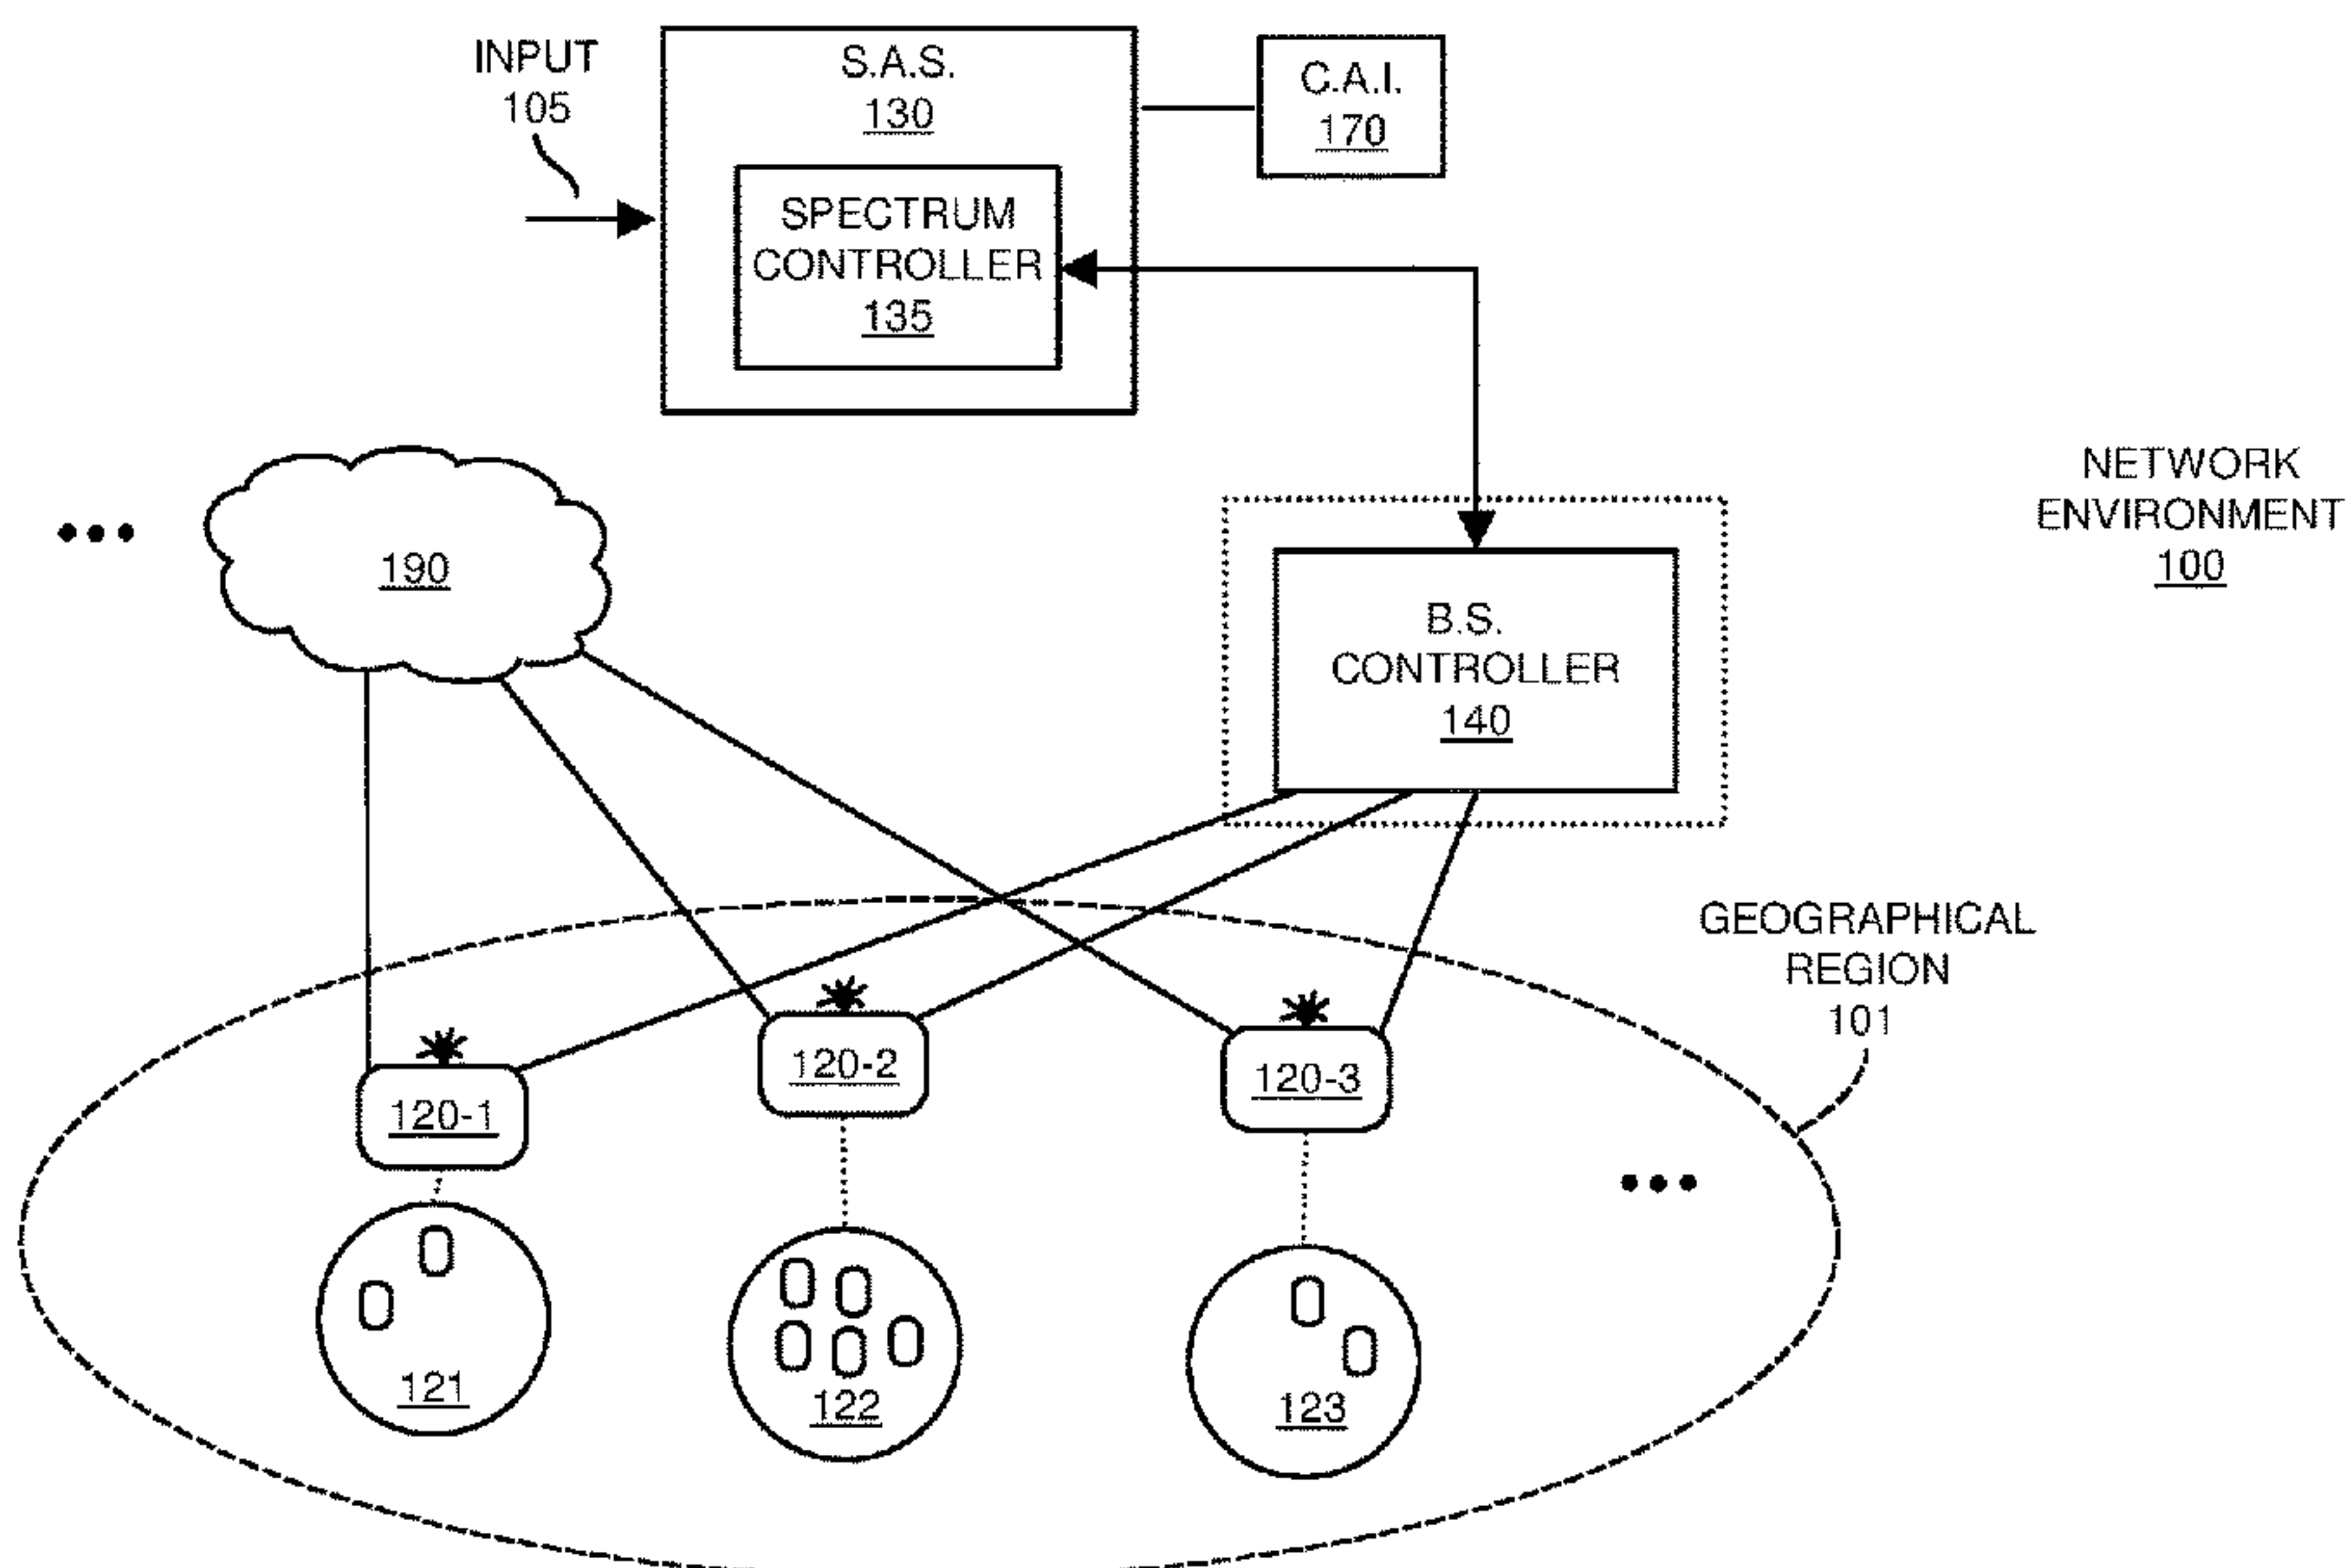 INPUT
105
S.A.S.
130
C.A.I.
170
SPECTRUM
CONTROLLER
135
190
NETWORK
ENVIRONMENT
100
B.S.
CONTROLLER
140
GEOGRAPHICAL
REGION
101
120-1
120-2
120-3
121
122
123